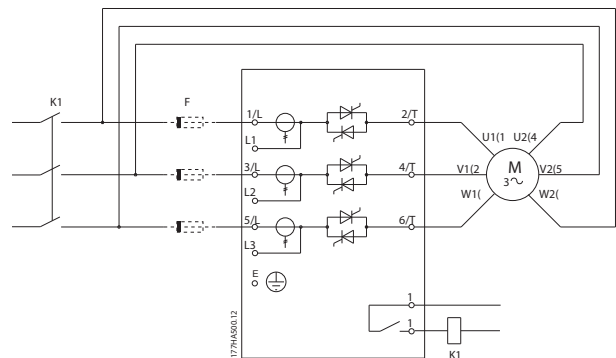 K1
F
1/L
2/T
L1
3/L
4/T
L2
5/L
6/T
L3
E
U1(1
U2(4
V1(2
M
3
V2(5
W1(
W2(
1
1
K1
177HA500.12